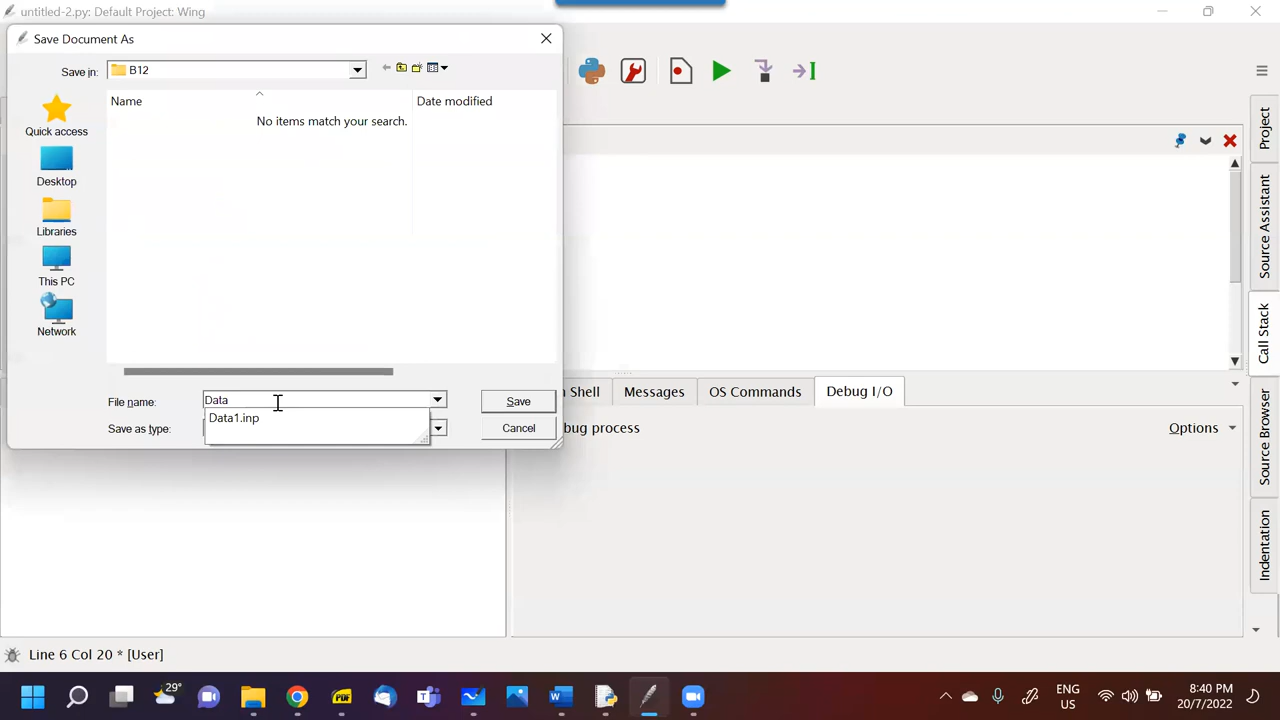 untitled-2.py: Default Project: Wing
Save Document As
Save in: B12
Name Date modified
No items match your search.
Quick access
Desktop
Libraries
This PC
Network
File name: Data
Data1.inp
Save as type:
Save
Cancel
Shell Messages OS Commands Debug I/O
bug process Options
Project
Source Assistant
Call Stack
Source Browser
Indentation
Line 6 Col 20 * [User]
29°
PDF
ENG
US
8:40 PM
20/7/2022